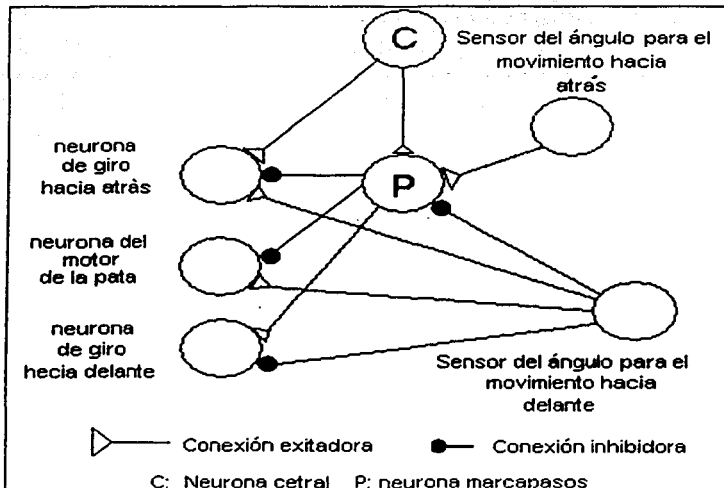 C
Sensor del ángulo para el
movimiento hacia
atrás
neurona
de giro
hacia atràs
P
neurona del
motor
de la pata
neurona
de giro
hecia delante
Sensor del ángulo para el
movimiento hacia
delante
Conexión exitadora
Conexión inhibidora
C: Neurona cetral P: neurona marcapasos